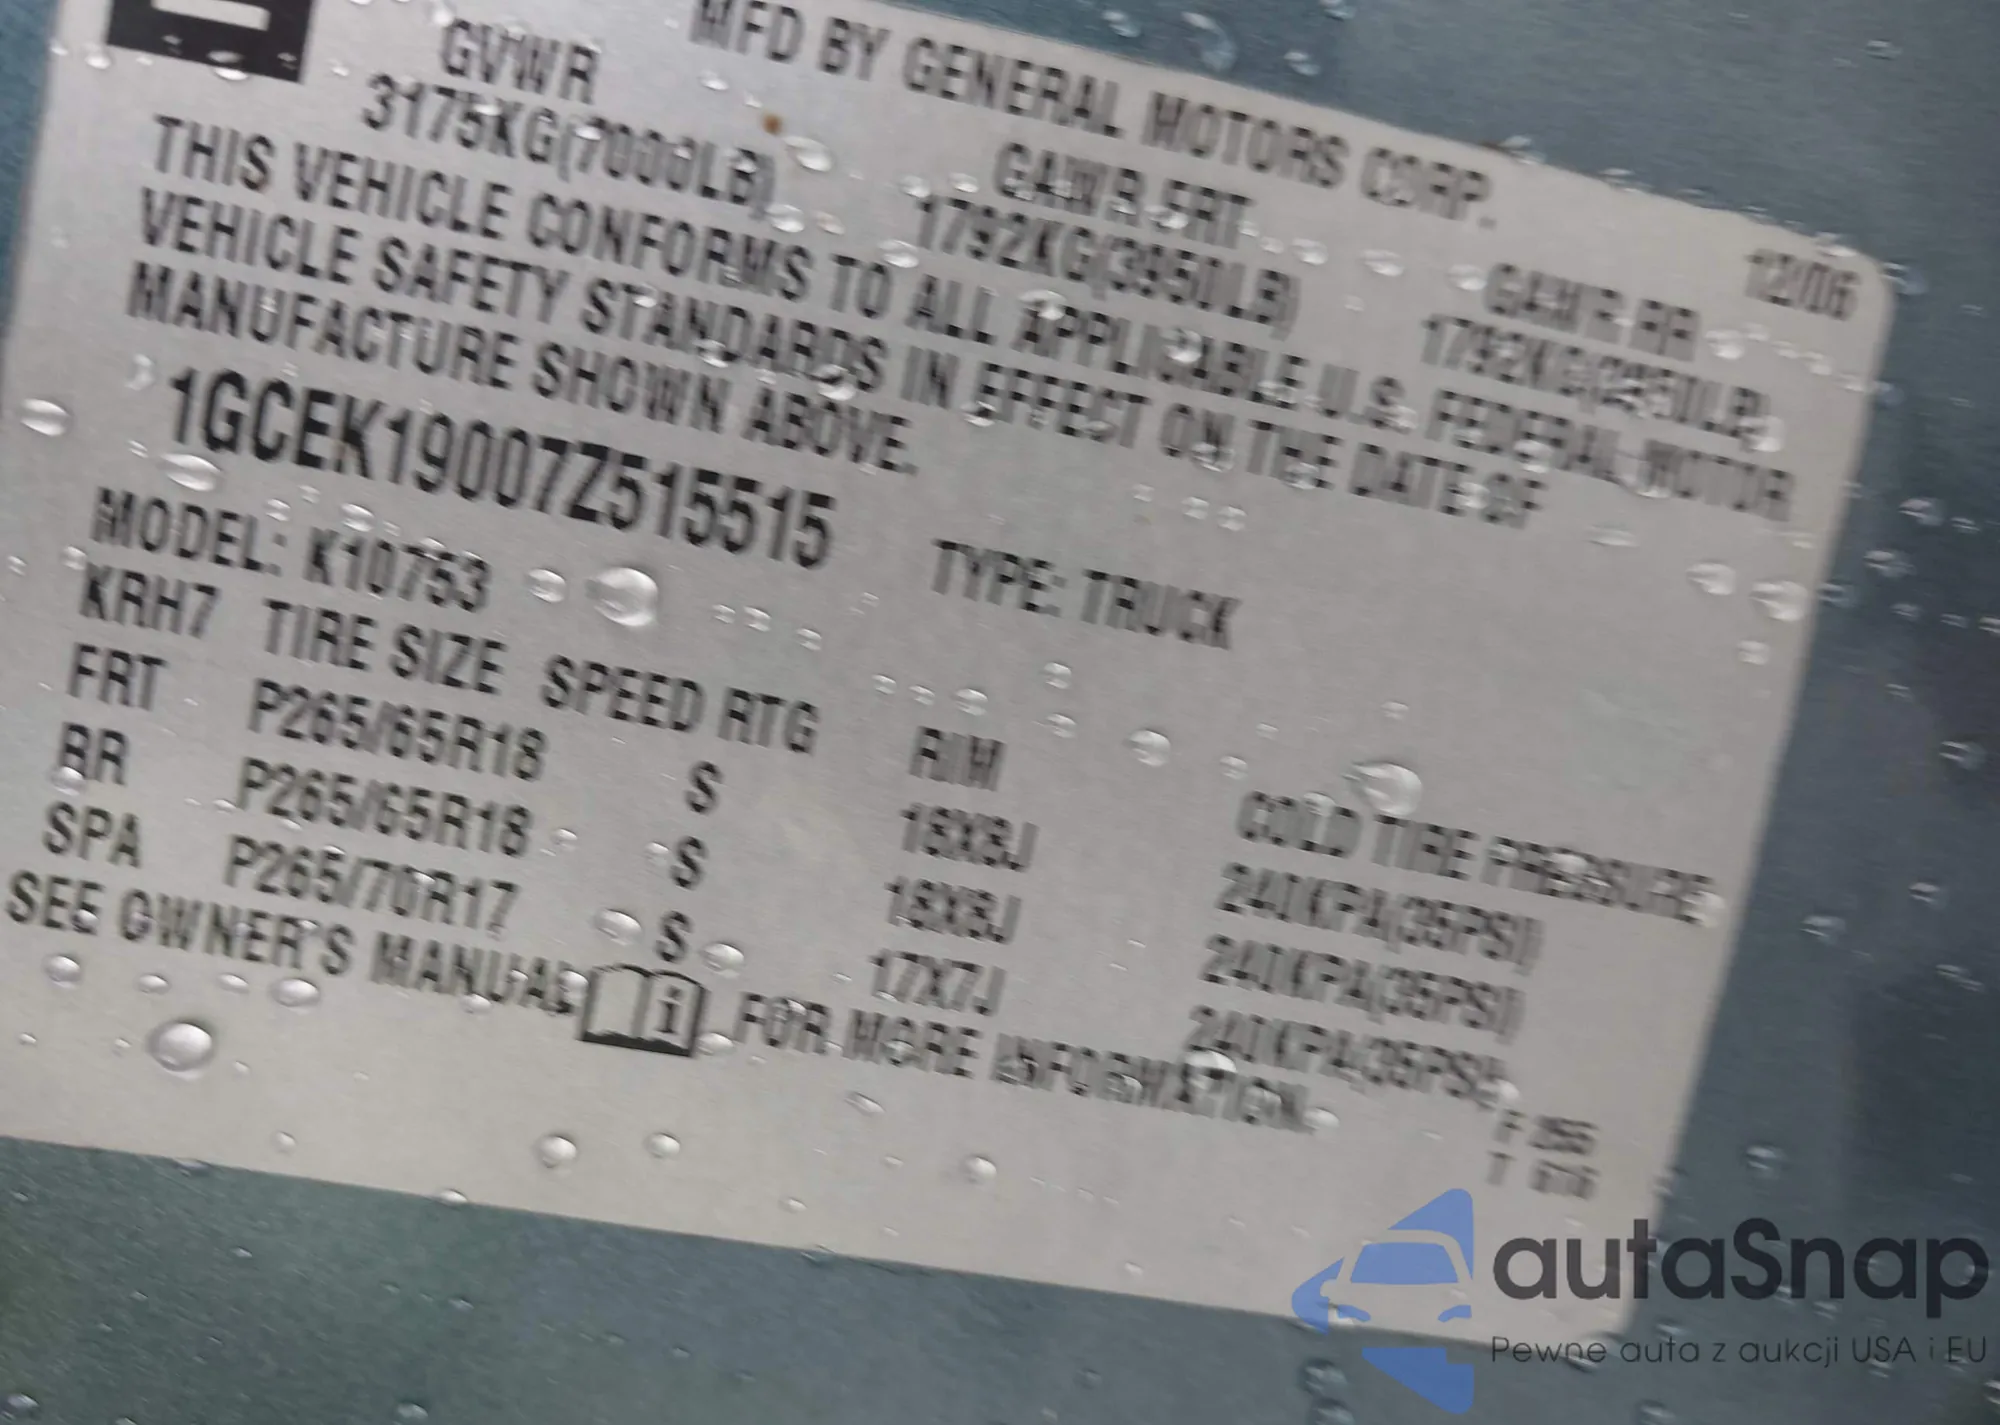 MFD BY GENERAL MOTORS CORP.
12/06
GVWR GAWR FRT GAWR RR
3175KG(7000LB) 1792KG(3950LB) 1792KG(3950LB)
THIS VEHICLE CONFORMS TO ALL APPLICABLE U.S. FEDERAL MOTOR
VEHICLE SAFETY STANDARDS IN EFFECT ON THE DATE OF
MANUFACTURE SHOWN ABOVE.
1GCEK19007Z515515 TYPE: TRUCK
MODEL: K10753
KRH7 TIRE SIZE SPEED RTG RIM COLD TIRE PRESSURE
FRT P265/65R18 S 18X8J 240KPA(35PSI)
RR P265/65R18 S 18X8J 240KPA(35PSI)
SPA P265/70R17 S 17X7J 240KPA(35PSI)
SEE OWNER'S MANUAL i FOR MORE INFORMATION.
autaSnap
Pewne auta z aukcji USA i EU